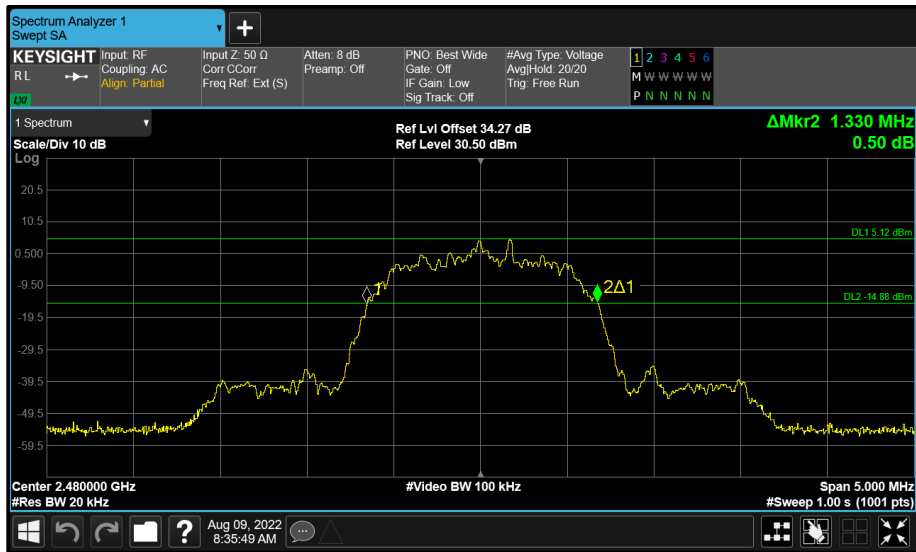 Spectrum Analyzer 1
Swept SA
+
KEYSIGHT
RL
LXI
Input: RF
Coupling: AC
Align: Partial
Input Z: 50 Ω
Corr CCorr
Freq Ref: Ext (S)
Atten: 8 dB
Preamp: Off
PNO: Best Wide
Gate: Off
IF Gain: Low
Sig Track: Off
#Avg Type: Voltage
Avg|Hold: 20/20
Trig: Free Run
1 2 3 4 5 6
M W W W W W
P N N N N N
1 Spectrum
Scale/Div 10 dB
Log
Ref Lvl Offset 34.27 dB
Ref Level 30.50 dBm
ΔMkr2 1.330 MHz
0.50 dB
20.5
10.5
DL1 5.12 dBm
0.500
-9.50
1
2Δ1
DL2 -14.88 dBm
-19.5
-29.5
-39.5
-49.5
-59.5
Center 2.480000 GHz
#Video BW 100 kHz
Span 5.000 MHz
#Res BW 20 kHz
#Sweep 1.00 s (1001 pts)
?
Aug 09, 2022
8:35:49 AM